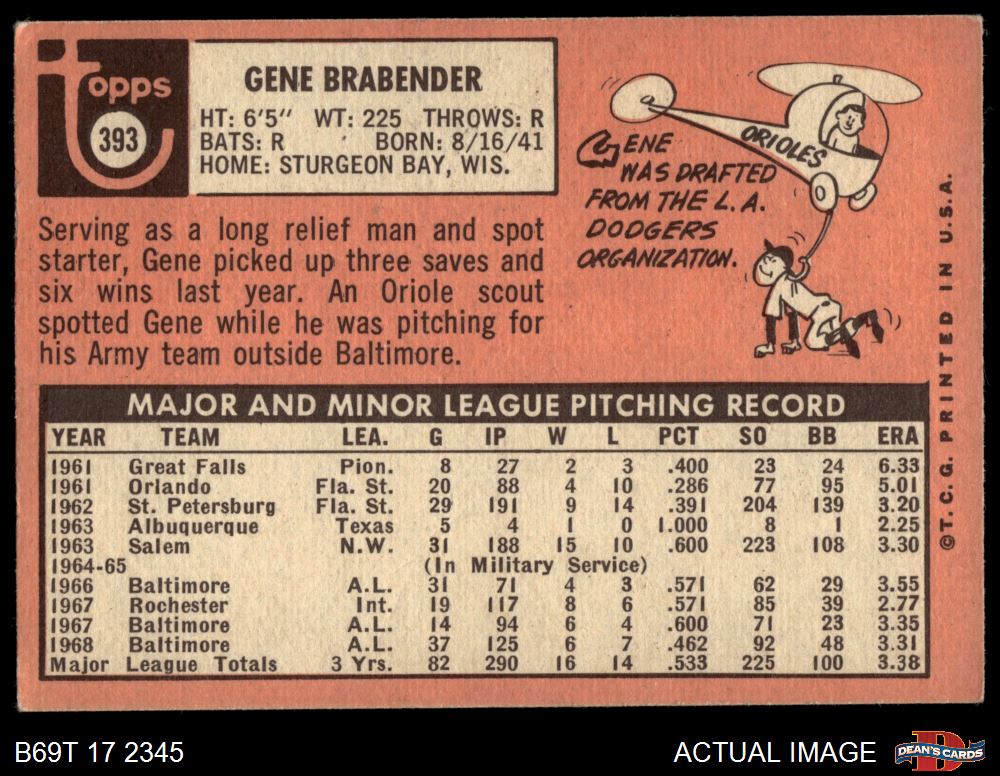 topps
393
GENE BRABENDER
HT: 6'5" WT: 225 THROWS: R
BATS: R BORN: 8/16/41
HOME: STURGEON BAY, WIS.
Serving as a long relief man and spot
starter, Gene picked up three saves and
six wins last year. An Oriole scout
spotted Gene while he was pitching for
his Army team outside Baltimore.
ORIOLES
GENE
WAS DRAFTED
FROM THE L.A.
DODGERS
ORGANIZATION.
©T. C. G. PRINTED IN U.S.A.
MAJOR AND MINOR LEAGUE PITCHING RECORD
YEAR TEAM LEA. G IP W L PCT SO BB ERA
1961 Great Falls Pion. 8 27 2 3 .400 23 24 6.33
1961 Orlando Fla. St. 20 88 4 10 .286 77 95 5.01
1962 St. Petersburg Fla. St. 29 191 9 14 .391 204 139 3.20
1963 Albuquerque Texas 5 4 1 0 1.000 8 1 2.25
1963 Salem N.W. 31 188 15 10 .600 223 108 3.30
1964-65 (In Military Service)
1966 Baltimore A.L. 31 71 4 3 .571 62 29 3.55
1967 Rochester Int. 19 117 8 6 .571 85 39 2.77
1967 Baltimore A.L. 14 94 6 4 .600 71 23 3.35
1968 Baltimore A.L. 37 125 6 7 .462 92 48 3.31
Major League Totals 3 Yrs. 82 290 16 14 .533 225 100 3.38
B69T 17 2345
ACTUAL IMAGE
D
DEAN'S CARDS